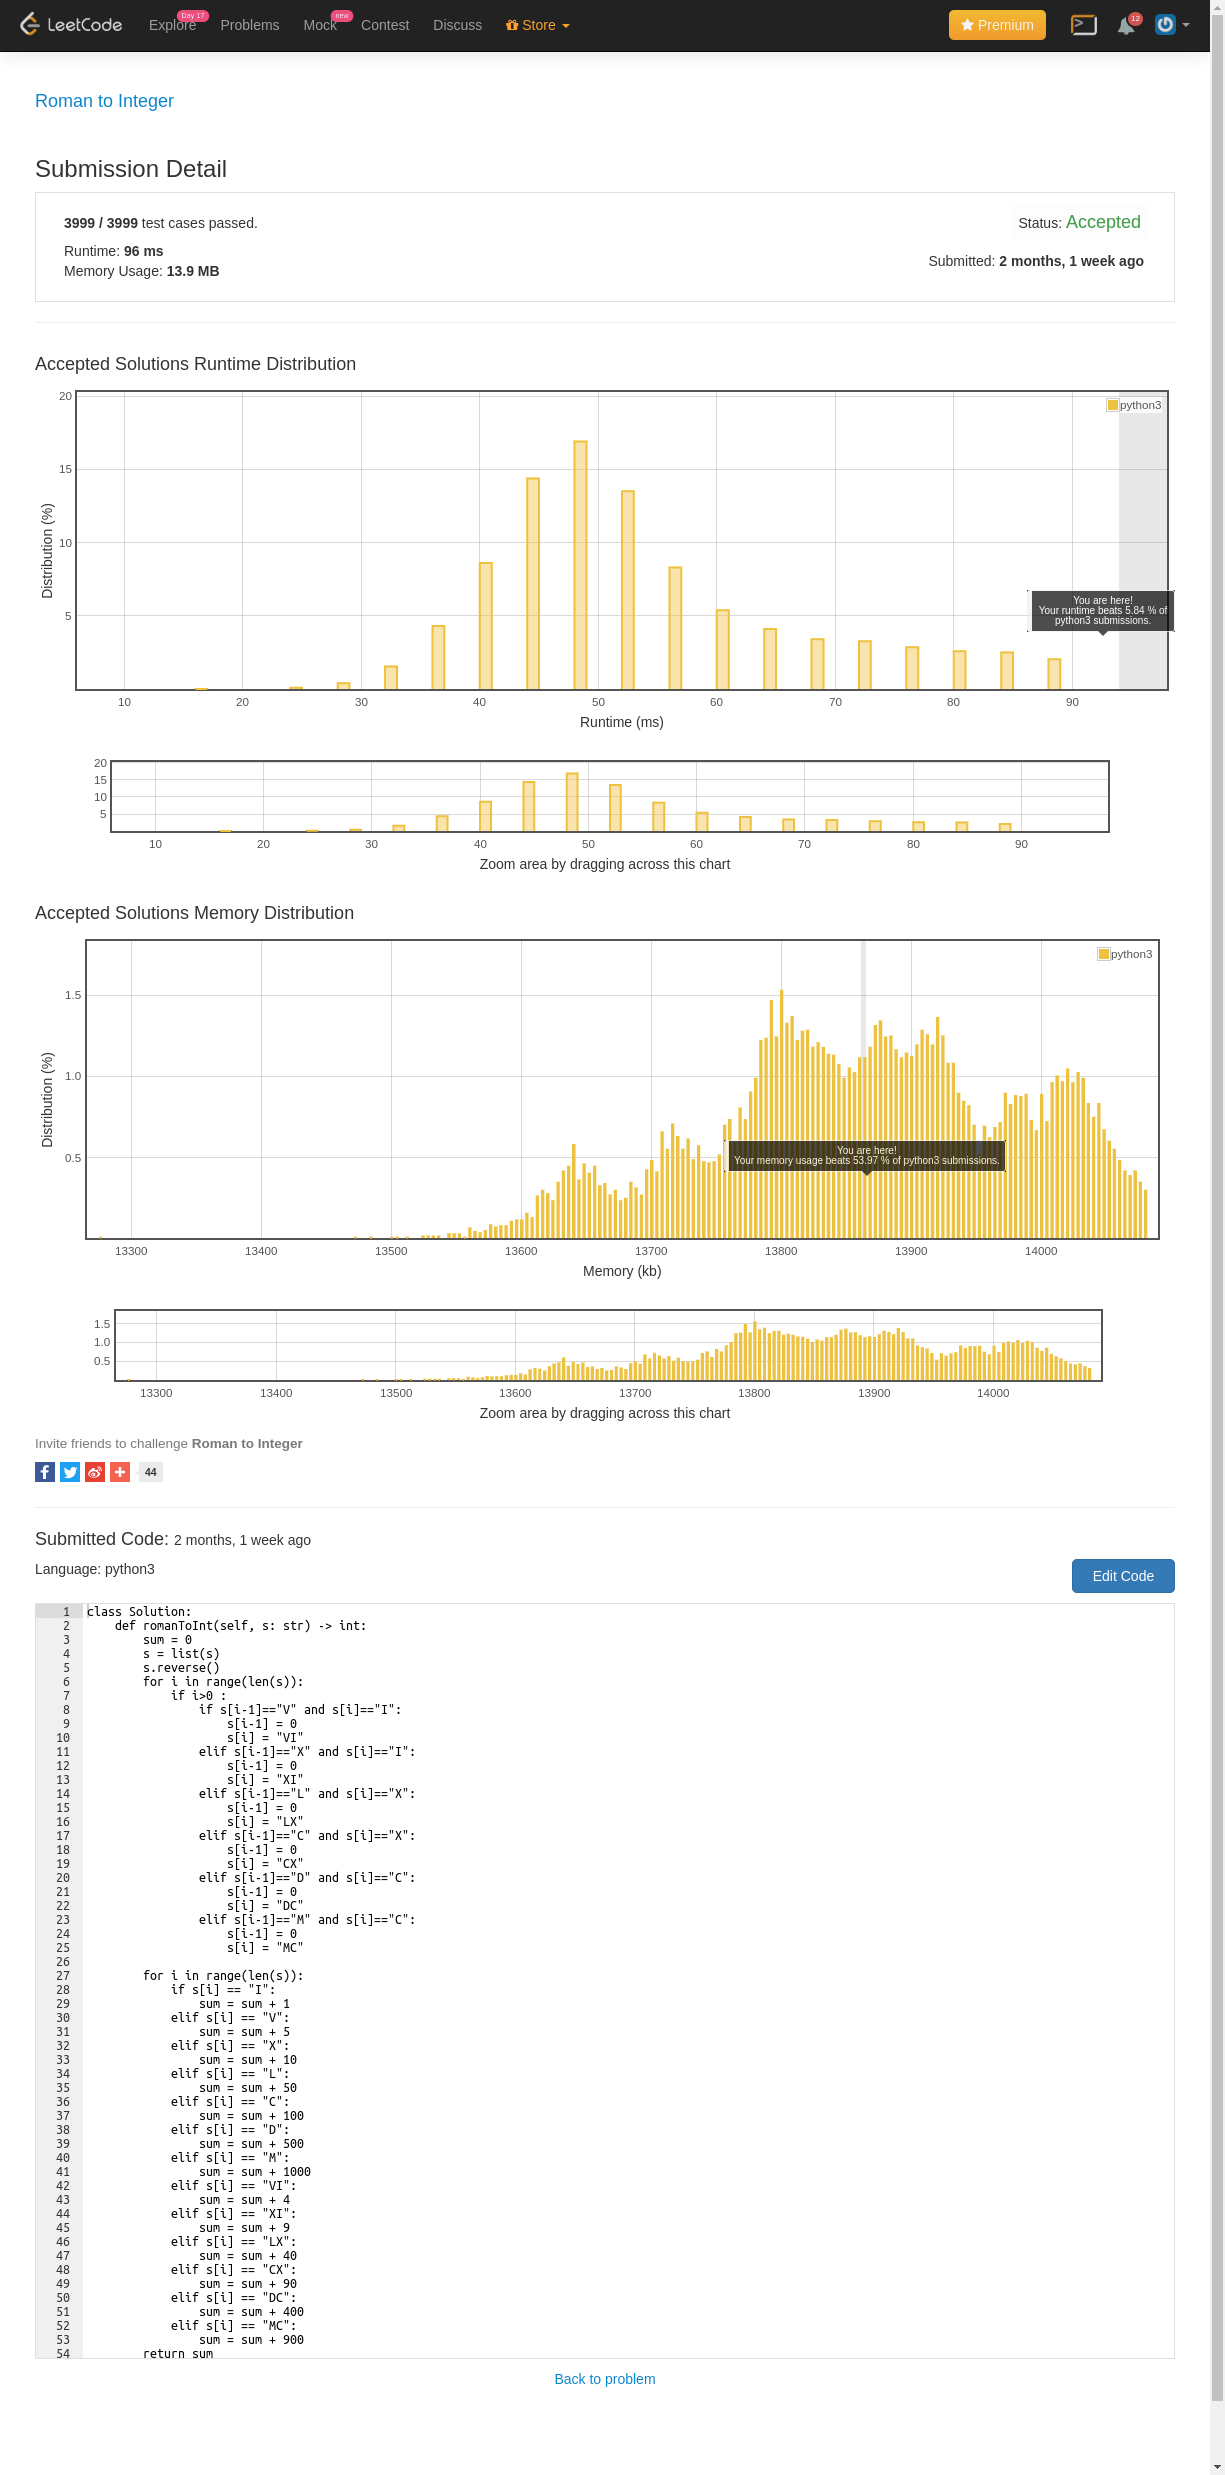 LeetCode Explore Day 17 Problems Mock new Contest Discuss Store Premium 12
Roman to Integer
Submission Detail
3999 / 3999 test cases passed.
Status: Accepted
Runtime: 96 ms
Submitted: 2 months, 1 week ago
Memory Usage: 13.9 MB
Accepted Solutions Runtime Distribution
20
15
10
5
Distribution (%)
python3
You are here!
Your runtime beats 5.84 % of
python3 submissions.
10 20 30 40 50 60 70 80 90
Runtime (ms)
20
15
10
5
10 20 30 40 50 60 70 80 90
Zoom area by dragging across this chart
Accepted Solutions Memory Distribution
1.5
1.0
0.5
Distribution (%)
python3
You are here!
Your memory usage beats 53.97 % of python3 submissions.
13300 13400 13500 13600 13700 13800 13900 14000
Memory (kb)
1.5
1.0
0.5
13300 13400 13500 13600 13700 13800 13900 14000
Zoom area by dragging across this chart
Invite friends to challenge Roman to Integer
44
Submitted Code: 2 months, 1 week ago
Language: python3
Edit Code
1 class Solution:
2     def romanToInt(self, s: str) -> int:
3         sum = 0
4         s = list(s)
5         s.reverse()
6         for i in range(len(s)):
7             if i>0 :
8                 if s[i-1]=="V" and s[i]=="I":
9                     s[i-1] = 0
10                     s[i] = "VI"
11                 elif s[i-1]=="X" and s[i]=="I":
12                     s[i-1] = 0
13                     s[i] = "XI"
14                 elif s[i-1]=="L" and s[i]=="X":
15                     s[i-1] = 0
16                     s[i] = "LX"
17                 elif s[i-1]=="C" and s[i]=="X":
18                     s[i-1] = 0
19                     s[i] = "CX"
20                 elif s[i-1]=="D" and s[i]=="C":
21                     s[i-1] = 0
22                     s[i] = "DC"
23                 elif s[i-1]=="M" and s[i]=="C":
24                     s[i-1] = 0
25                     s[i] = "MC"
26
27         for i in range(len(s)):
28             if s[i] == "I":
29                 sum = sum + 1
30             elif s[i] == "V":
31                 sum = sum + 5
32             elif s[i] == "X":
33                 sum = sum + 10
34             elif s[i] == "L":
35                 sum = sum + 50
36             elif s[i] == "C":
37                 sum = sum + 100
38             elif s[i] == "D":
39                 sum = sum + 500
40             elif s[i] == "M":
41                 sum = sum + 1000
42             elif s[i] == "VI":
43                 sum = sum + 4
44             elif s[i] == "XI":
45                 sum = sum + 9
46             elif s[i] == "LX":
47                 sum = sum + 40
48             elif s[i] == "CX":
49                 sum = sum + 90
50             elif s[i] == "DC":
51                 sum = sum + 400
52             elif s[i] == "MC":
53                 sum = sum + 900
54         return sum
Back to problem